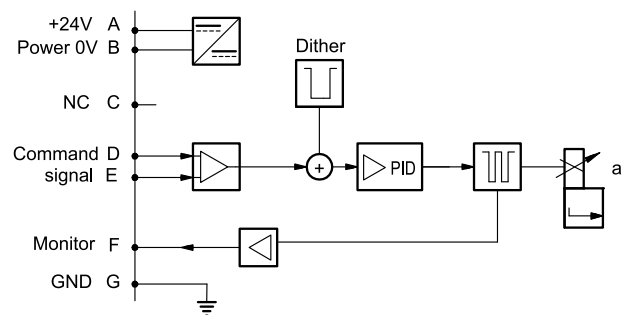 +24V A
Power 0V B
Dither
NC C
Command D
signal E
+
PID
a
Monitor F
GND G